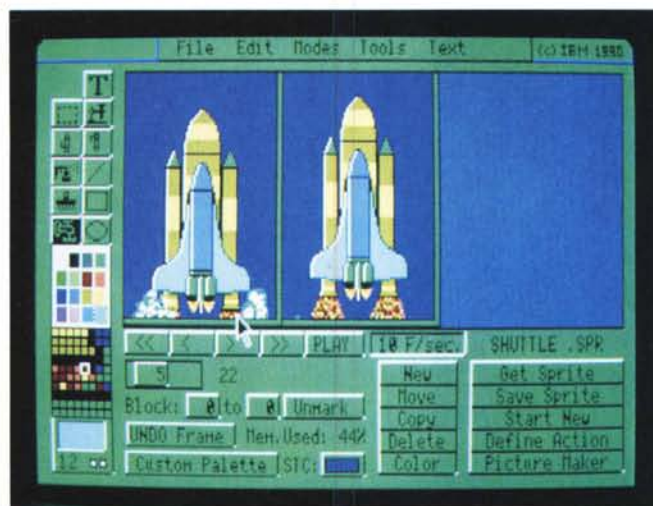 File Edit Modes Tools Text (c) IBM 1990
T
<< < > >> PLAY 10 F/sec. SHUTTLE .SPR
5 22
New Get Sprite
Move Save Sprite
Block: 0 to 0 Unmark
Copy Start New
UNDO Frame Mem.Used: 44%
Delete Define Action
Custom Palette STC:
Color Picture Maker
12